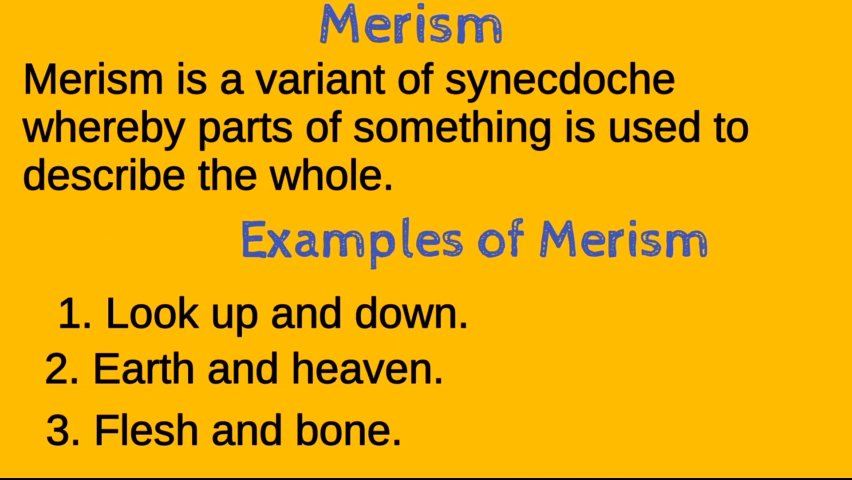 Merism
Merism is a variant of synecdoche
whereby parts of something is used to
describe the whole.
Examples of Merism
1. Look up and down.
2. Earth and heaven.
3. Flesh and bone.